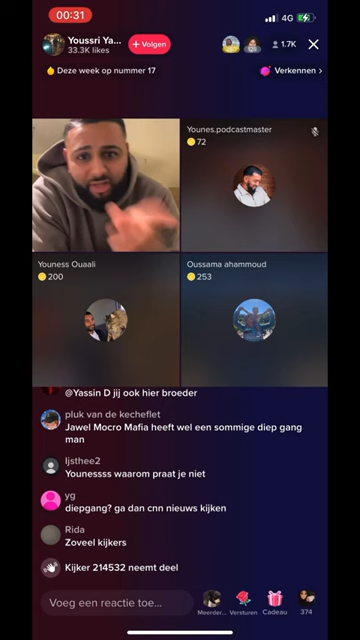 00:31
4G
Youssri Ya...
33.3K likes
+ Volgen
1.7K
Deze week op nummer 17
Verkennen >
Younes.podcastmaster
72
Youness Ouaali
200
Oussama ahammoud
253
@Yassin D jij ook hier broeder
pluk van de kecheflet
Jawel Mocro Mafia heeft wel een sommige diep gang
man
ljsthee2
Younessss waarom praat je niet
yg
diepgang? ga dan cnn nieuws kijken
Rida
Zoveel kijkers
Kijker 214532 neemt deel
Voeg een reactie toe...
Meerder...
Versturen
Cadeau
374